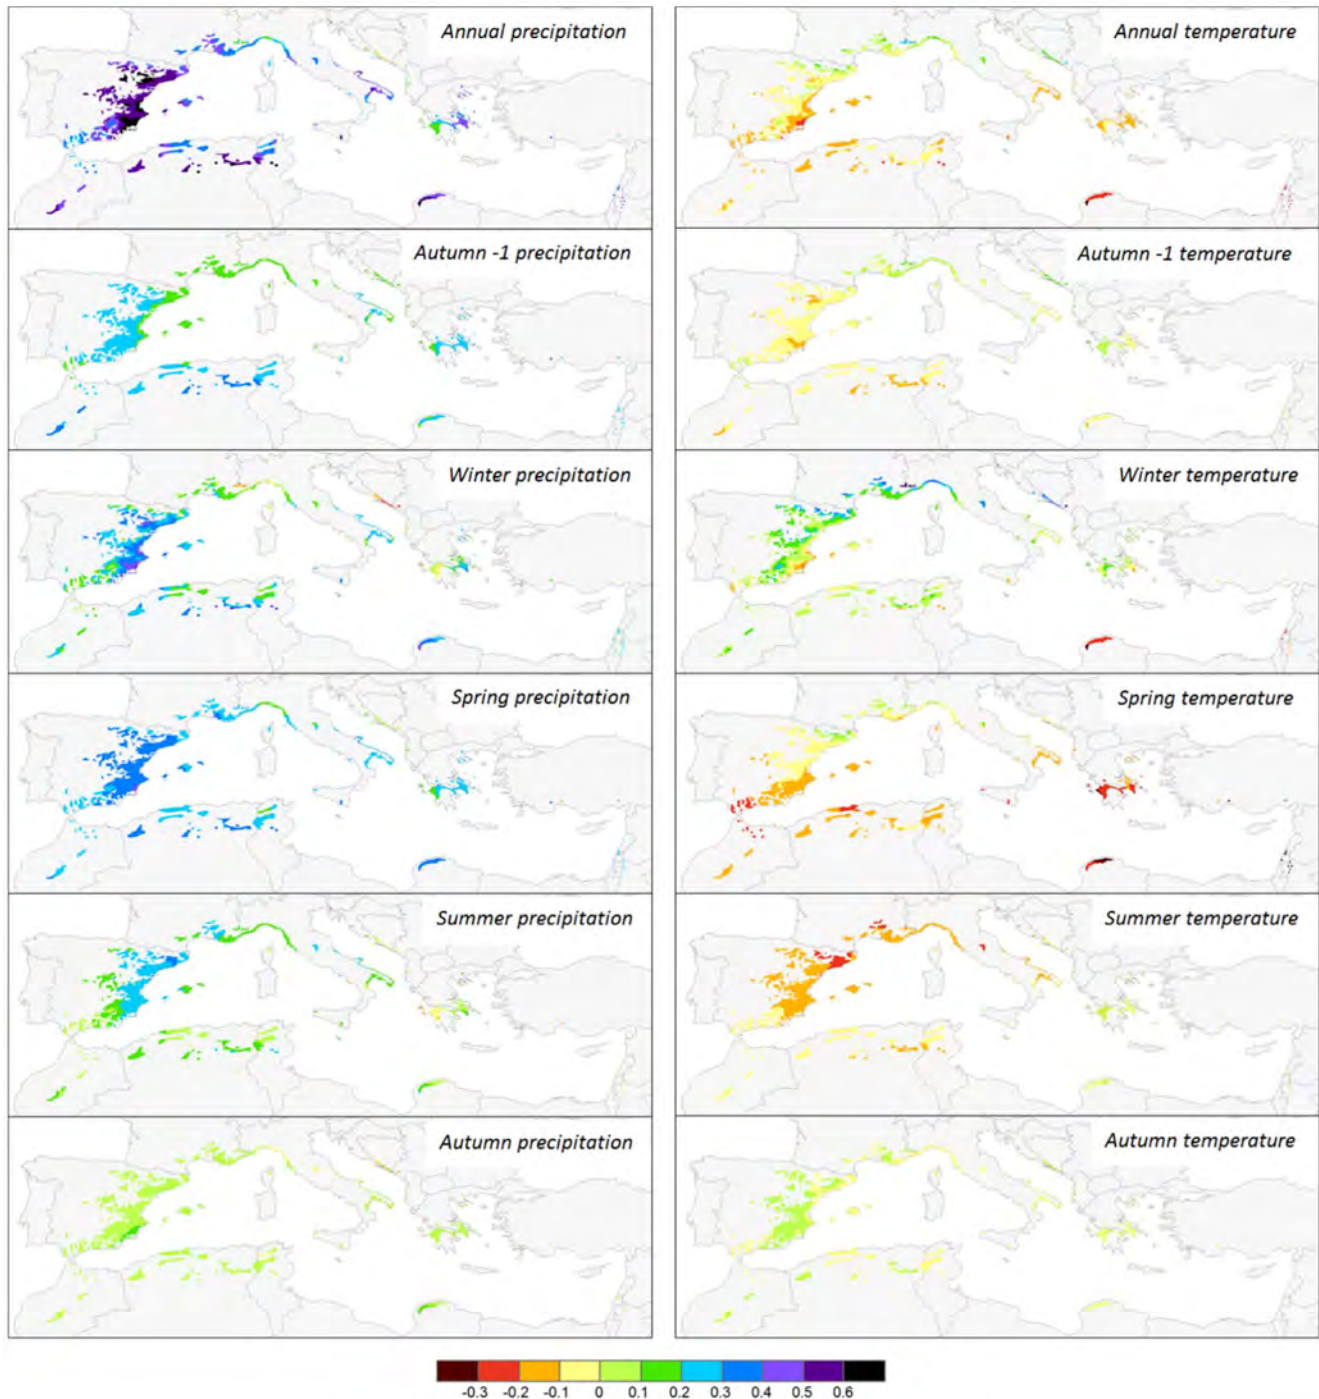 Annual precipitation
Annual temperature
Autumn -1 precipitation
Autumn -1 temperature
Winter precipitation
Winter temperature
Spring precipitation
Spring temperature
Summer precipitation
Summer temperature
Autumn precipitation
Autumn temperature
-0.3 -0.2 -0.1 0 0.1 0.2 0.3 0.4 0.5 0.6